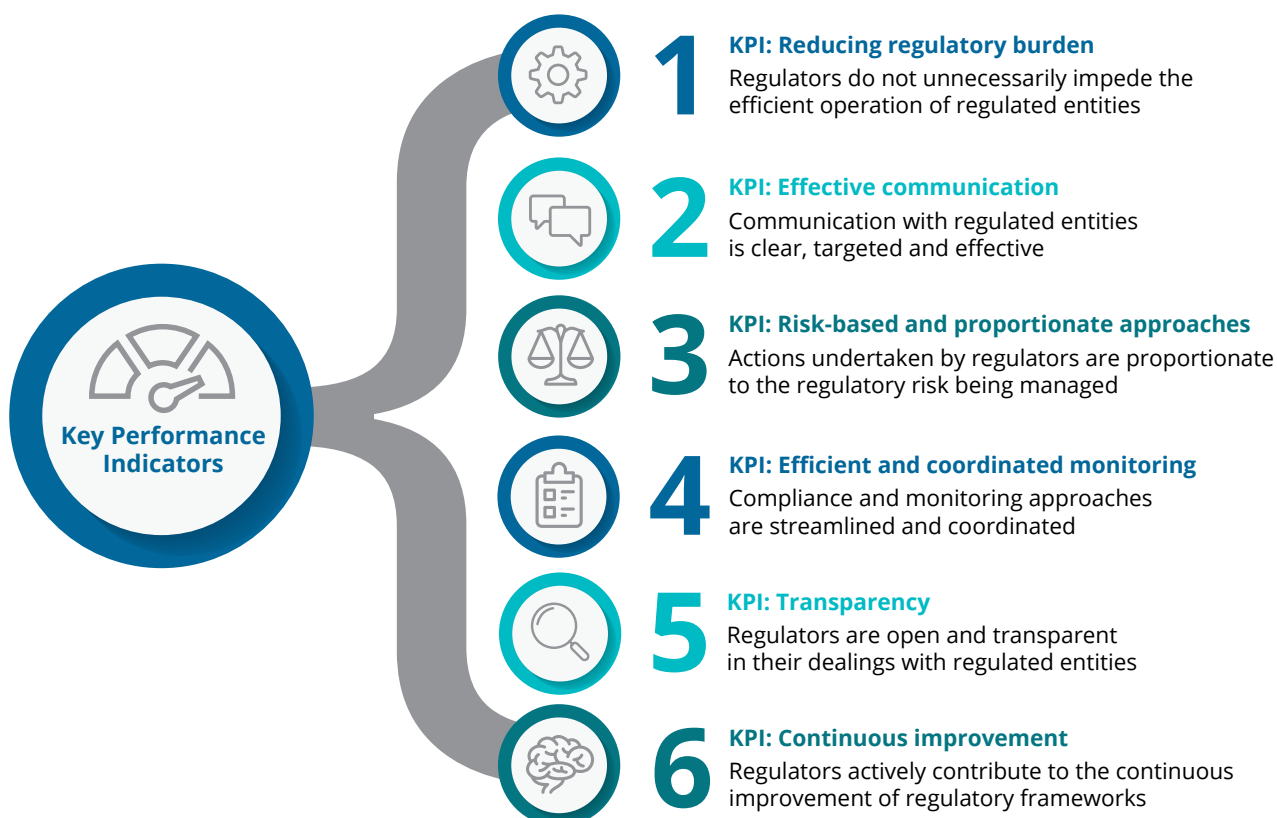 Key Performance
Indicators
1
KPI: Reducing regulatory burden
Regulators do not unnecessarily impede the
efficient operation of regulated entities
2
KPI: Effective communication
Communication with regulated entities
is clear, targeted and effective
3
KPI: Risk-based and proportionate approaches
Actions undertaken by regulators are proportionate
to the regulatory risk being managed
4
KPI: Efficient and coordinated monitoring
Compliance and monitoring approaches
are streamlined and coordinated
5
KPI: Transparency
Regulators are open and transparent
in their dealings with regulated entities
6
KPI: Continuous improvement
Regulators actively contribute to the continuous
improvement of regulatory frameworks